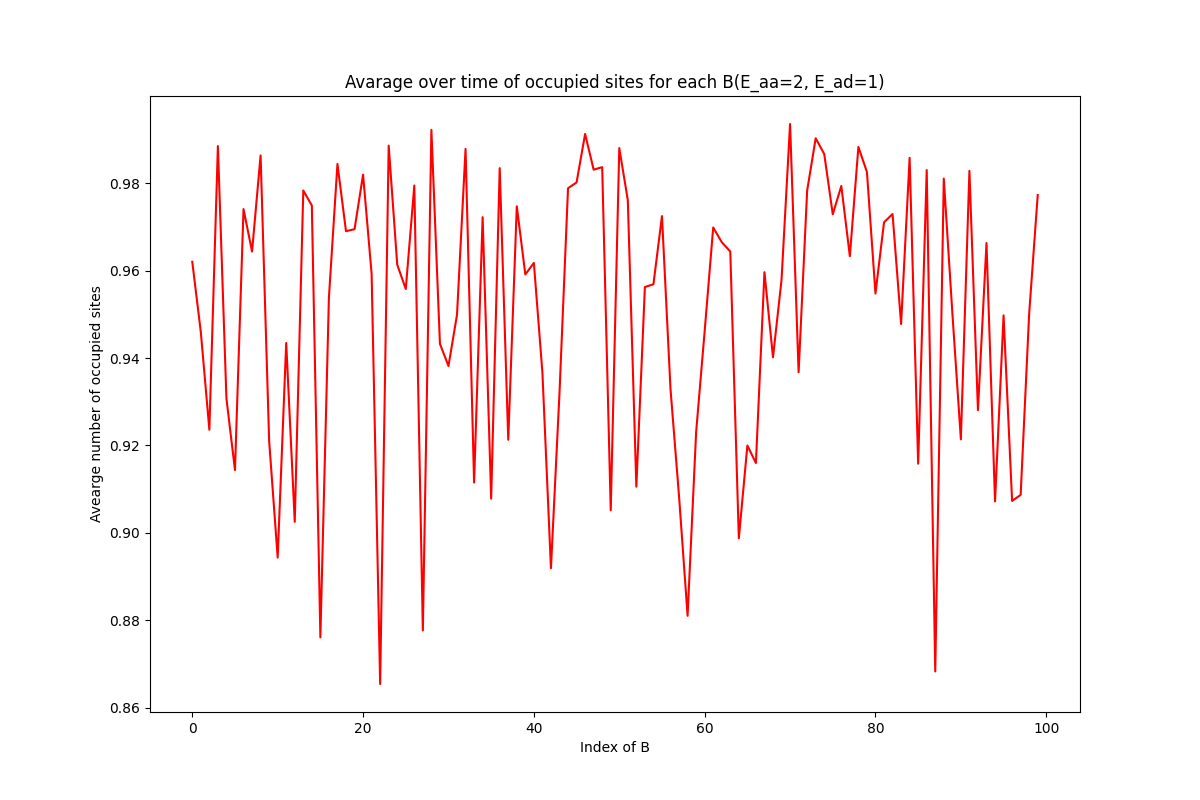 Avarage over time of occupied sites for each B(E_aa=2, E_ad=1)
Avearge number of occupied sites
0.98
0.96
0.94
0.92
0.90
0.88
0.86
0 20 40 60 80 100
Index of B